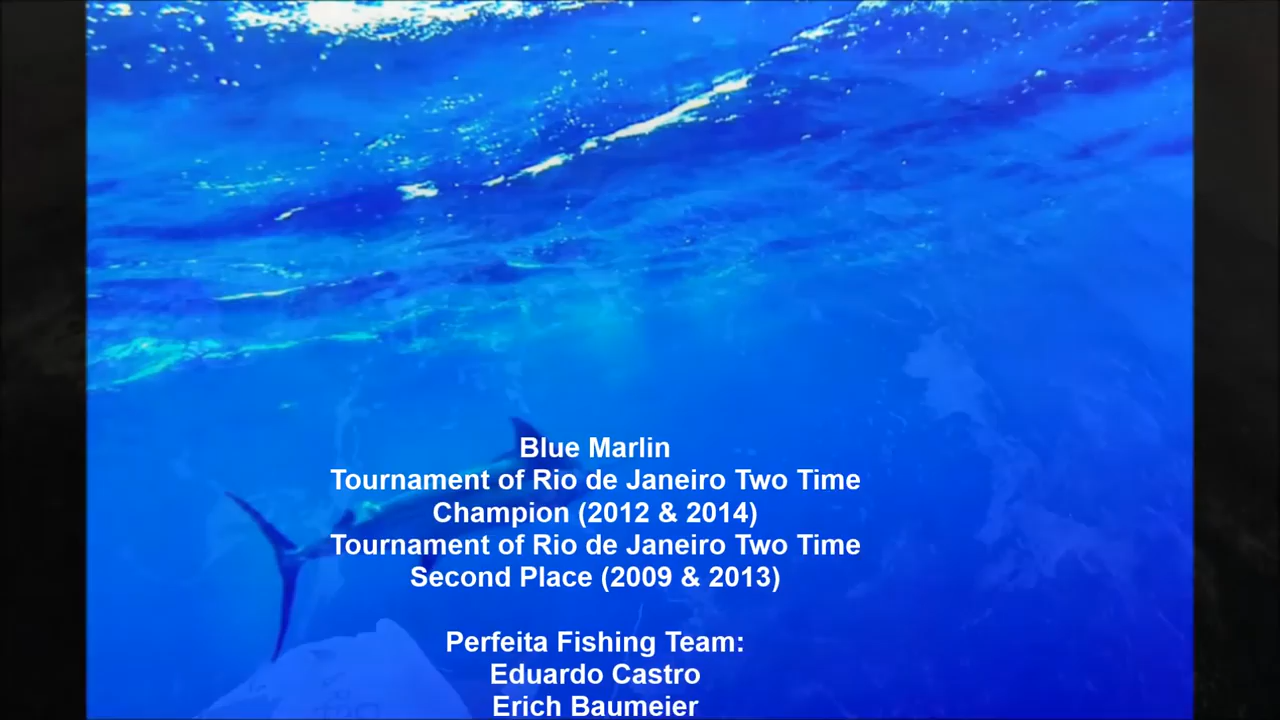 Blue Marlin
Tournament of Rio de Janeiro Two Time
Champion (2012 & 2014)
Tournament of Rio de Janeiro Two Time
Second Place (2009 & 2013)
Perfeita Fishing Team:
Eduardo Castro
Erich Baumeier